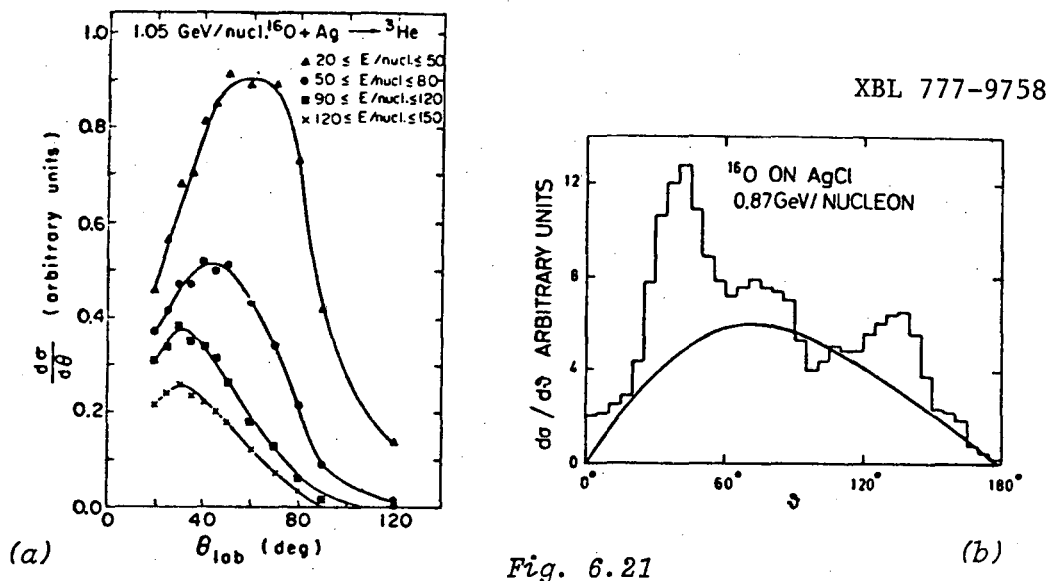 1.05 GeV/nucl. ¹⁶O + Ag → ³He
▲ 20 ≤ E/nucl. ≤ 50
● 50 ≤ E/nucl ≤ 80
■ 90 ≤ E/nucl. ≤ 120
× 120 ≤ E/nucl. ≤ 150
1.0
0.8
0.6
0.4
0.2
0.0
dσ/dθ (arbitrary units)
0 40 80 120
θlab (deg)
(a)
XBL 777-9758
¹⁶O ON AgCl
0.87GeV/NUCLEON
12
8
4
0
dσ/dϑ ARBITRARY UNITS
0° 60° 120° 180°
ϑ
(b)
Fig. 6.21